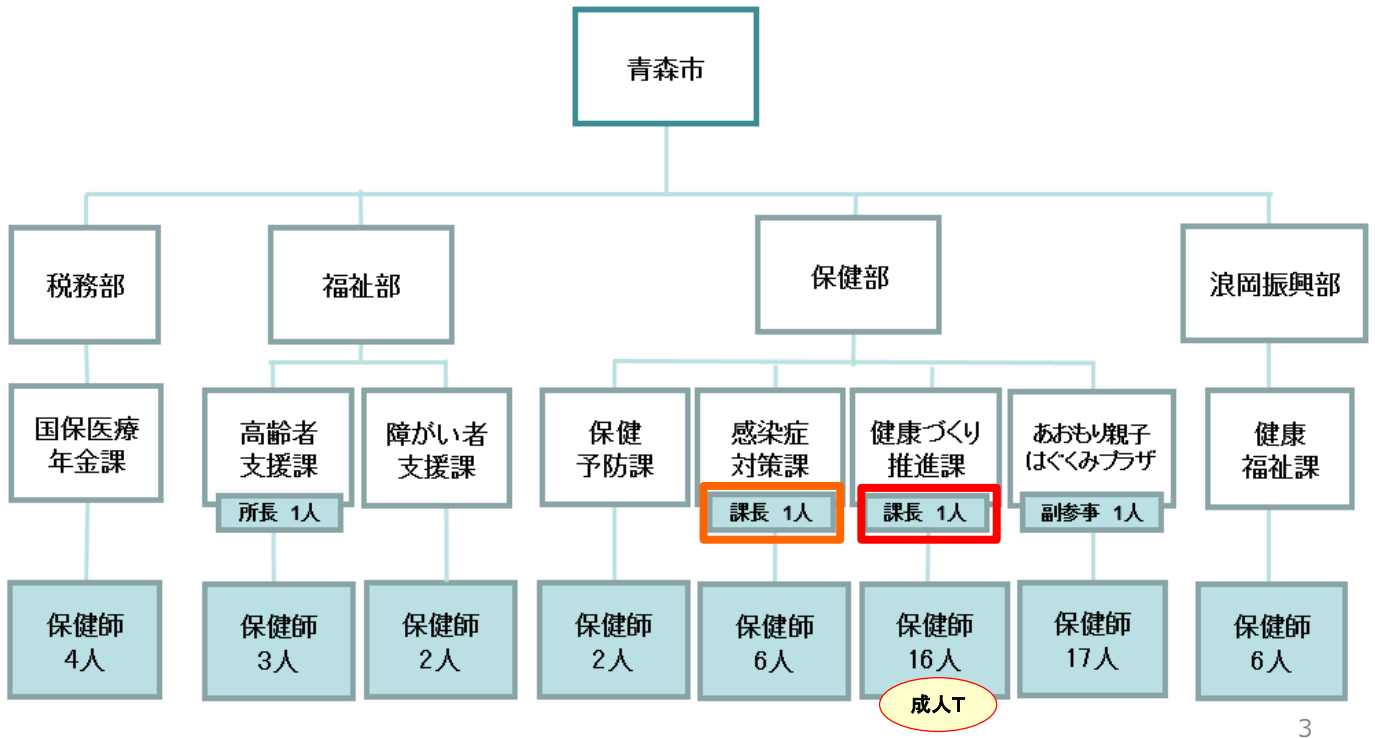 青森市
税務部
福祉部
保健部
浪岡振興部
国保医療
年金課
高齢者
支援課
所長 1人
障がい者
支援課
保健
予防課
感染症
対策課
課長 1人
健康づくり
推進課
課長 1人
あおもり親子
はぐくみプラザ
副参事 1人
健康
福祉課
保健師
4人
保健師
3人
保健師
2人
保健師
2人
保健師
6人
保健師
16人
成人T
保健師
17人
保健師
6人
3